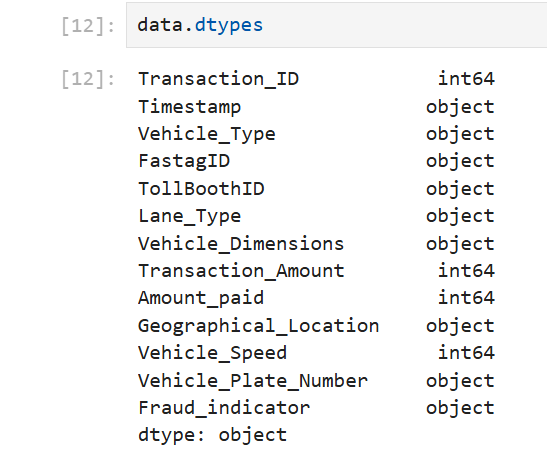 [12]: data.dtypes
[12]: Transaction_ID int64
Timestamp object
Vehicle_Type object
FastagID object
TollBoothID object
Lane_Type object
Vehicle_Dimensions object
Transaction_Amount int64
Amount_paid int64
Geographical_Location object
Vehicle_Speed int64
Vehicle_Plate_Number object
Fraud_indicator object
dtype: object